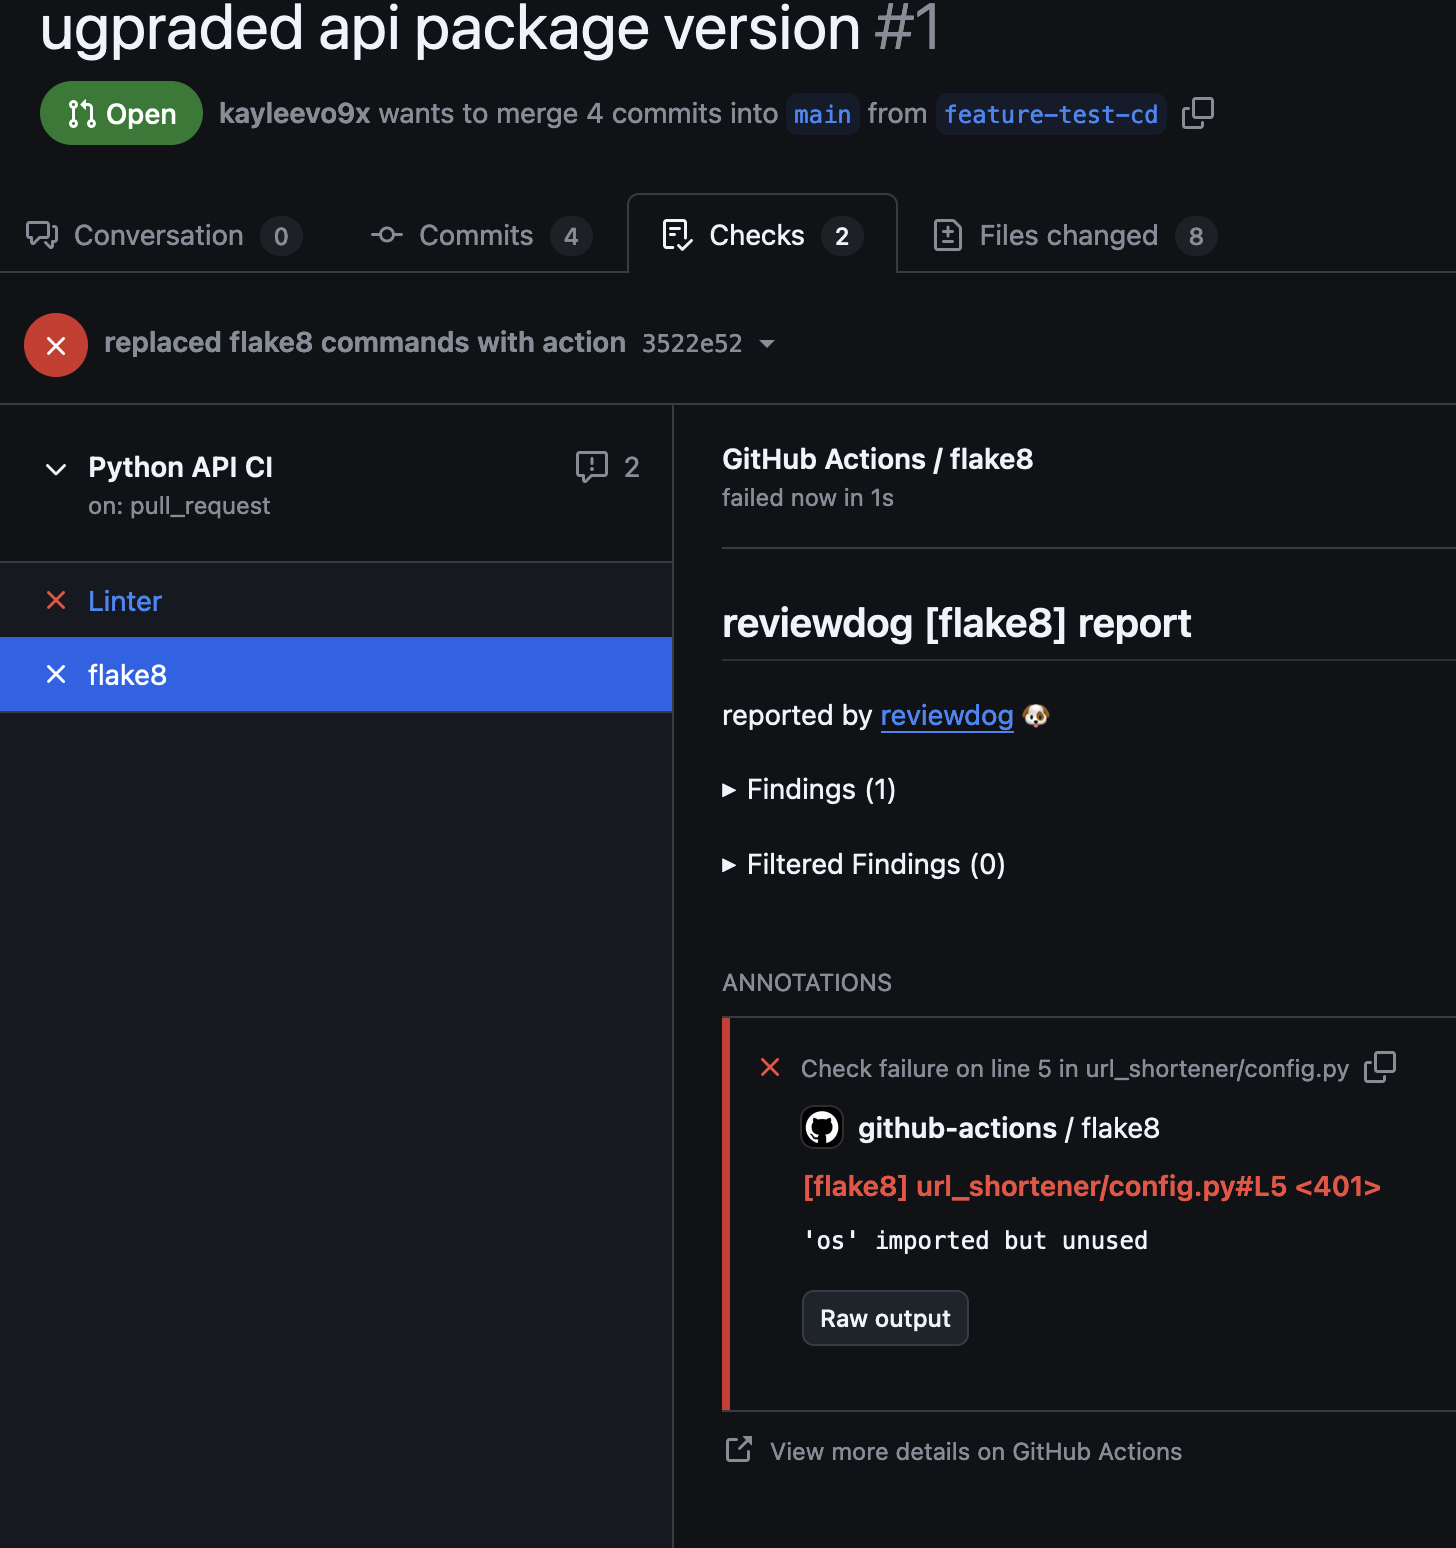 ugpraded api package version #1
Open
kayleevo9x wants to merge 4 commits into main from feature-test-cd
Conversation 0
Commits 4
Checks 2
Files changed 8
replaced flake8 commands with action 3522e52
Python API CI
2
on: pull_request
Linter
flake8
GitHub Actions / flake8
failed now in 1s
reviewdog [flake8] report
reported by reviewdog 🐶
Findings (1)
Filtered Findings (0)
ANNOTATIONS
Check failure on line 5 in url_shortener/config.py
github-actions / flake8
[flake8] url_shortener/config.py#L5 <401>
'os' imported but unused
Raw output
View more details on GitHub Actions